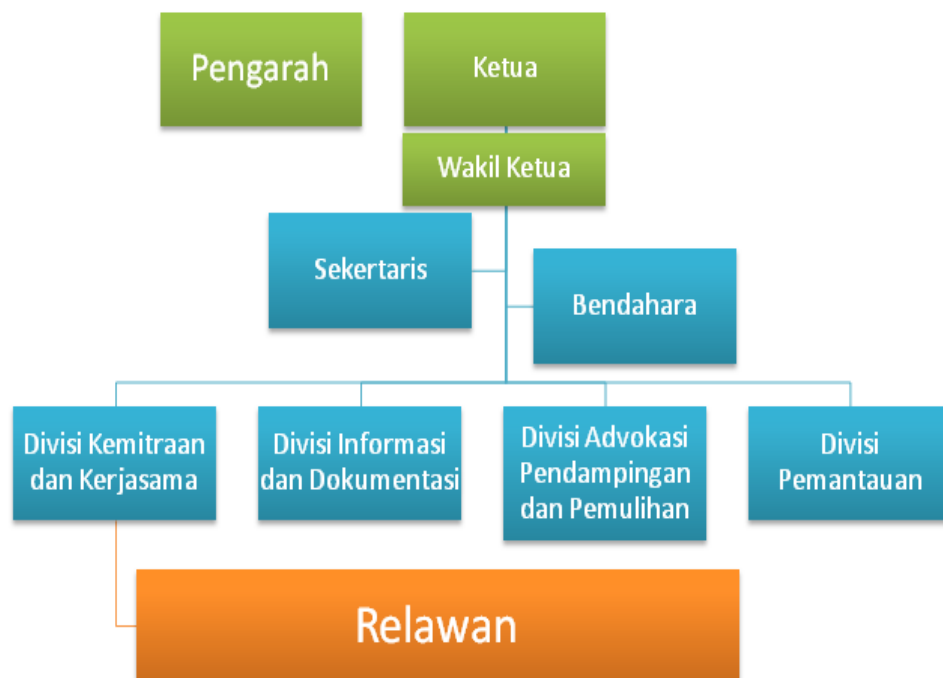 Pengarah
Ketua
Wakil Ketua
Sekertaris
Bendahara
Divisi Kemitraan
dan Kerjasama
Divisi Informasi
dan Dokumentasi
Divisi Advokasi
Pendampingan
dan Pemulihan
Divisi
Pemantauan
Relawan